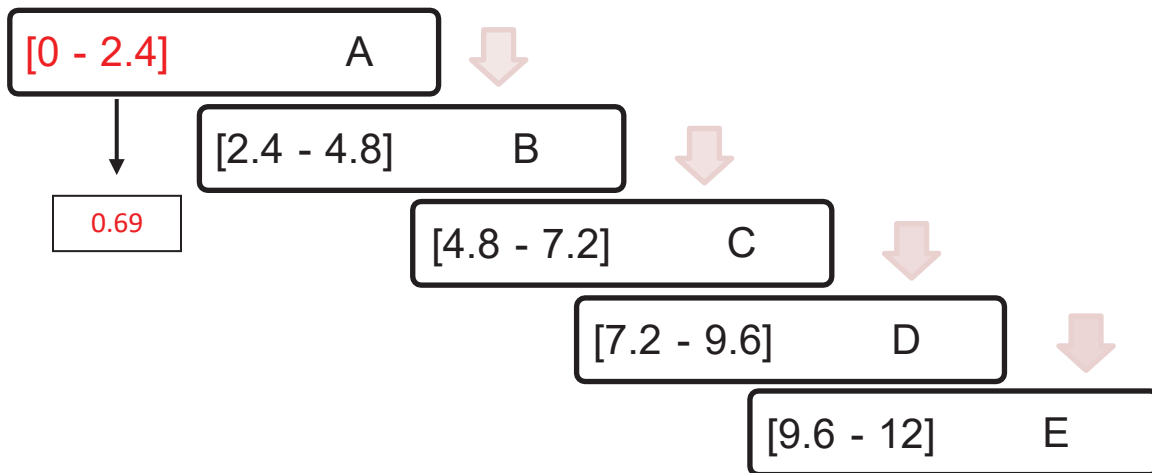 [0 - 2.4] A
[2.4 - 4.8] B
0.69
[4.8 - 7.2] C
[7.2 - 9.6] D
[9.6 - 12] E